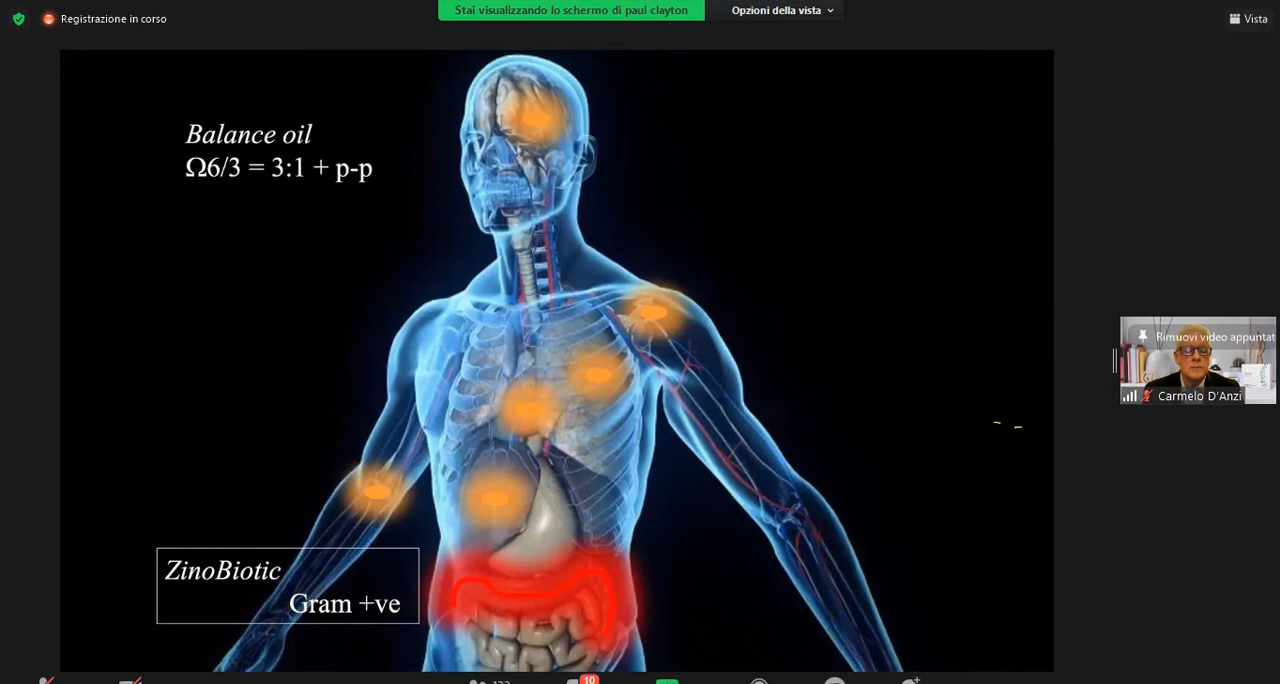 Registrazione in corso
Stai visualizzando lo schermo di paul clayton
Opzioni della vista
Vista
Balance oil
Ω6/3 = 3:1 + p-p
Rimuovi video appuntat
Carmelo D'Anzi
ZinoBiotic
Gram +ve
10